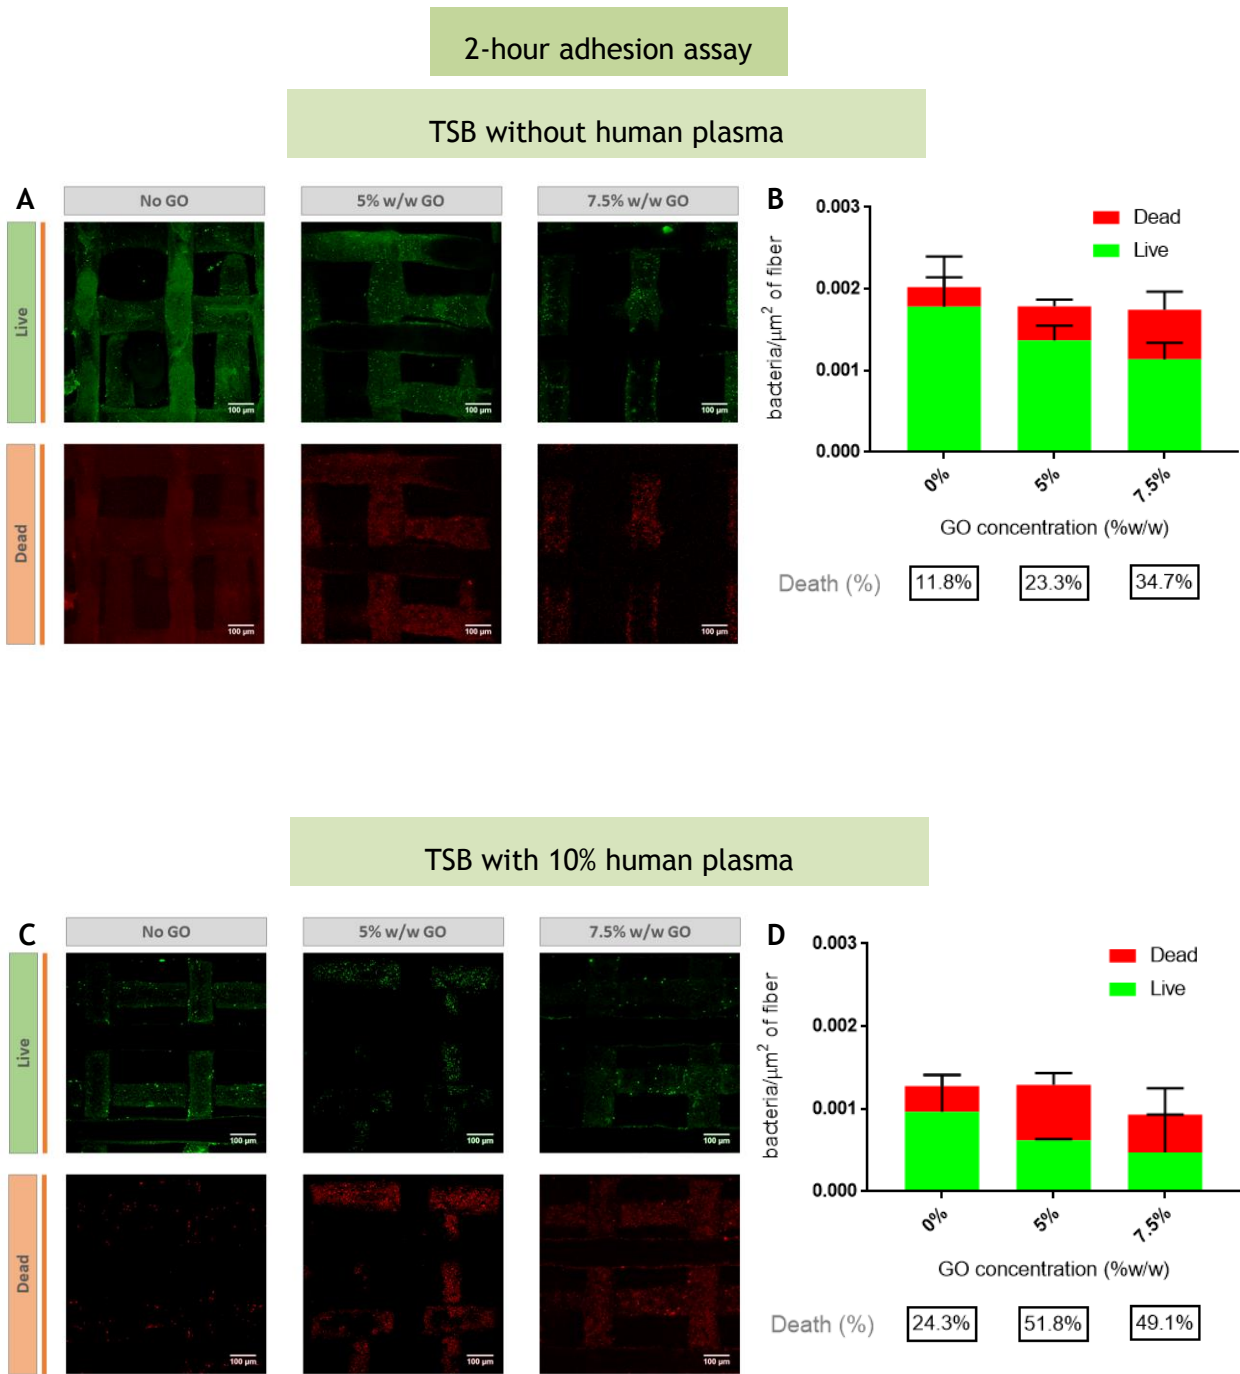 2-hour adhesion assay
TSB without human plasma
A
No GO
5% w/w GO
7.5% w/w GO
Live
100 µm
100 µm
100 µm
Dead
100 µm
100 µm
100 µm
B
bacteria/µm² of fiber
0.003
0.002
0.001
0.000
Dead
Live
0%
5%
7.5%
GO concentration (%w/w)
Death (%) 11.8% 23.3% 34.7%
TSB with 10% human plasma
C
No GO
5% w/w GO
7.5% w/w GO
Live
100 µm
100 µm
100 µm
Dead
100 µm
100 µm
100 µm
D
bacteria/µm² of fiber
0.003
0.002
0.001
0.000
Dead
Live
0%
5%
7.5%
GO concentration (%w/w)
Death (%) 24.3% 51.8% 49.1%